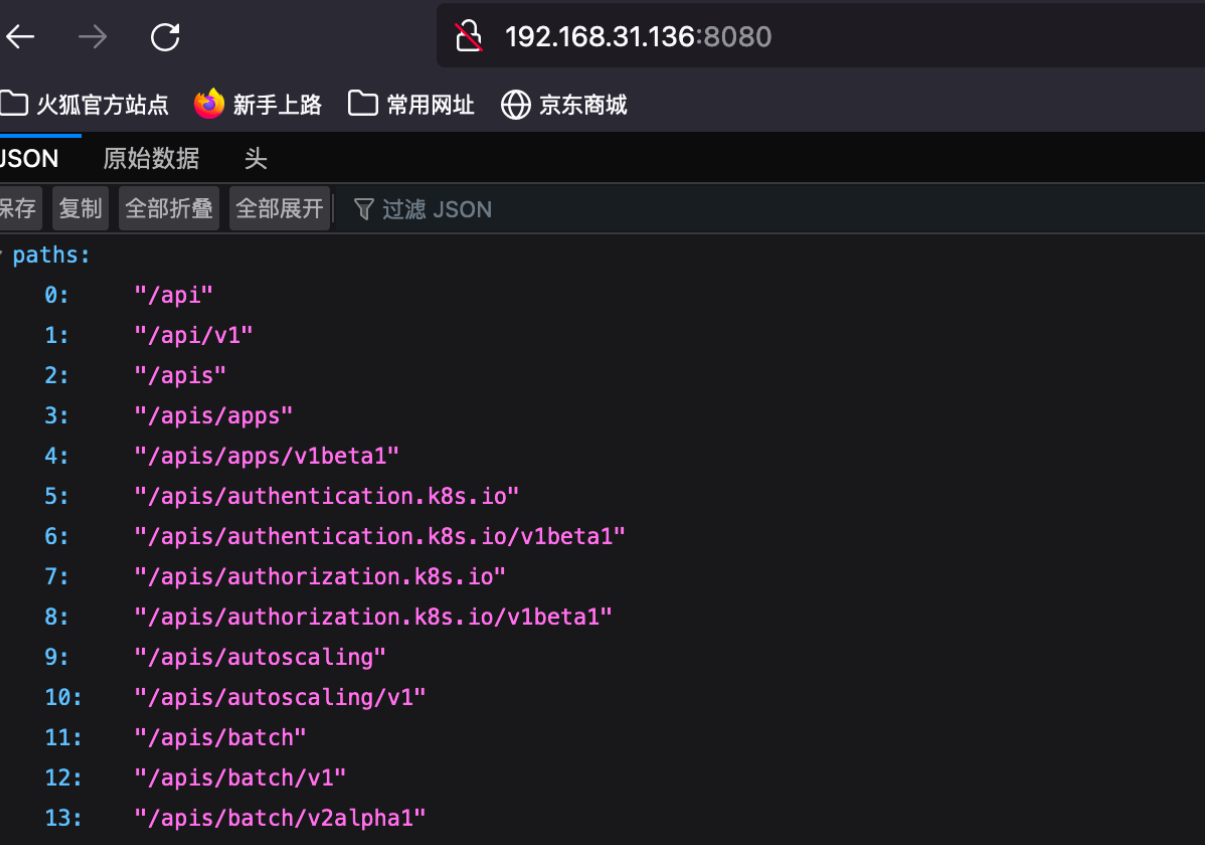 192.168.31.136:8080
火狐官方站点 新手上路 常用网址 京东商城
JSON 原始数据 头
保存 复制 全部折叠 全部展开 过滤 JSON
paths:
0: "/api"
1: "/api/v1"
2: "/apis"
3: "/apis/apps"
4: "/apis/apps/v1beta1"
5: "/apis/authentication.k8s.io"
6: "/apis/authentication.k8s.io/v1beta1"
7: "/apis/authorization.k8s.io"
8: "/apis/authorization.k8s.io/v1beta1"
9: "/apis/autoscaling"
10: "/apis/autoscaling/v1"
11: "/apis/batch"
12: "/apis/batch/v1"
13: "/apis/batch/v2alpha1"